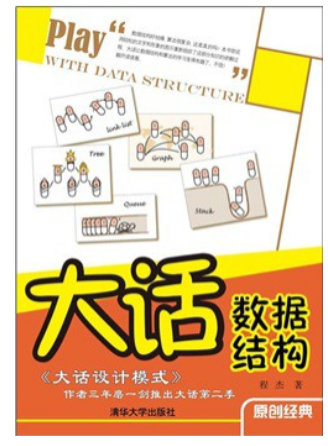 Play
WITH DATA STRUCTURE
Link list
Tree
Graph
Queue
Stack
大话
数据
结构
《大话设计模式》
作者三年磨一剑推出大话第二季
程 杰 著
清华大学出版社
原创经典